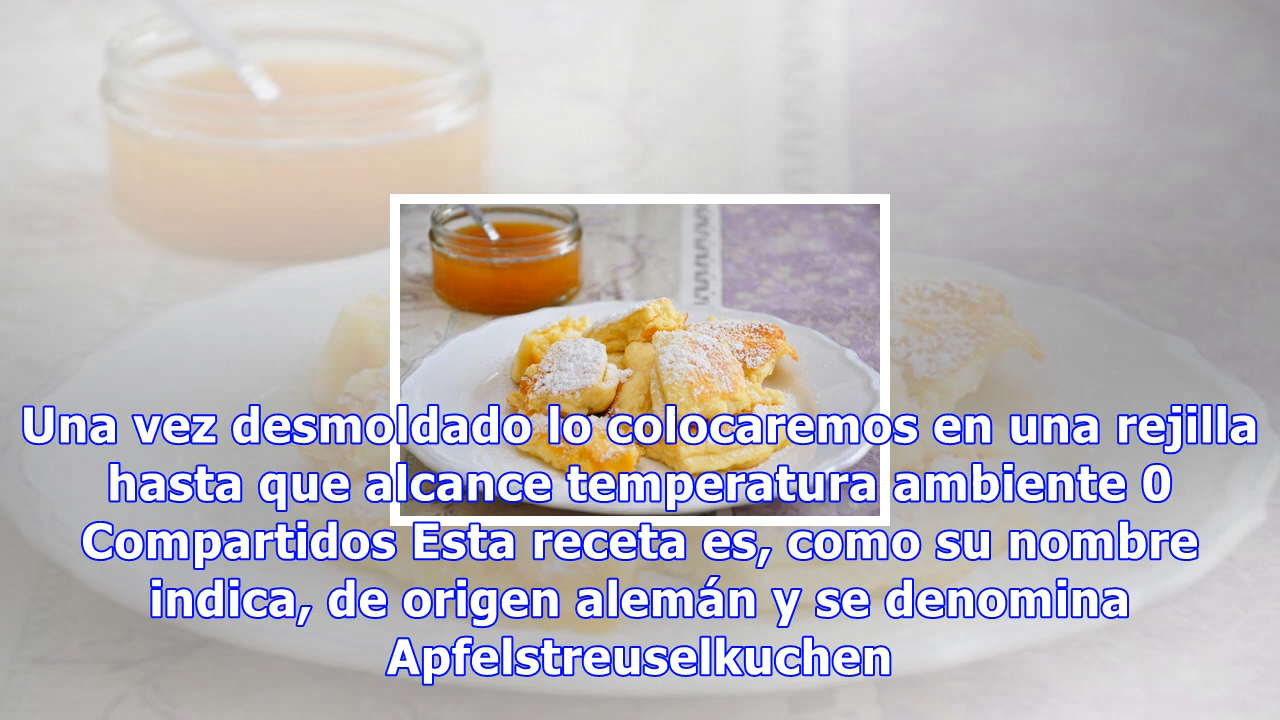 Una vez desmoldado lo colocaremos en una rejilla
hasta que alcance temperatura ambiente 0
Compartidos Esta receta es, como su nombre
indica, de origen alemán y se denomina
Apfelstreuselkuchen